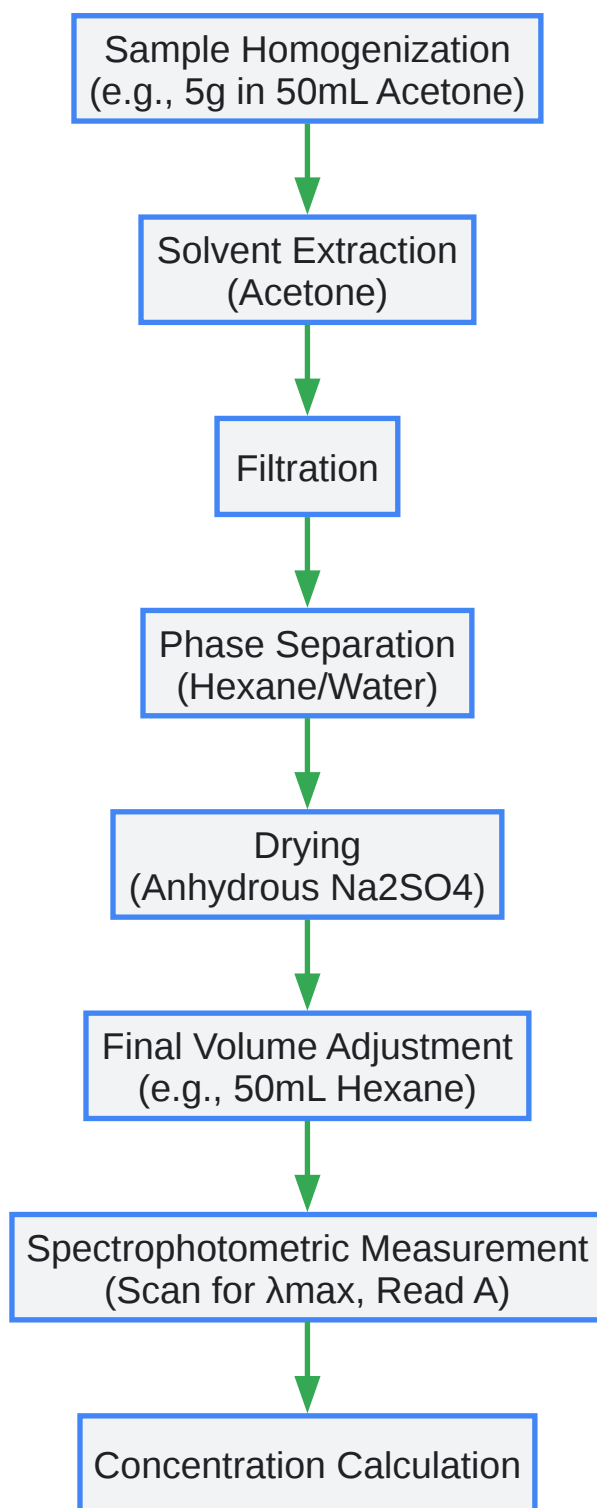 Sample Homogenization
(e.g., 5g in 50mL Acetone)
Solvent Extraction
(Acetone)
Filtration
Phase Separation
(Hexane/Water)
Drying
(Anhydrous Na2SO4)
Final Volume Adjustment
(e.g., 50mL Hexane)
Spectrophotometric Measurement
(Scan for λmax, Read A)
Concentration Calculation